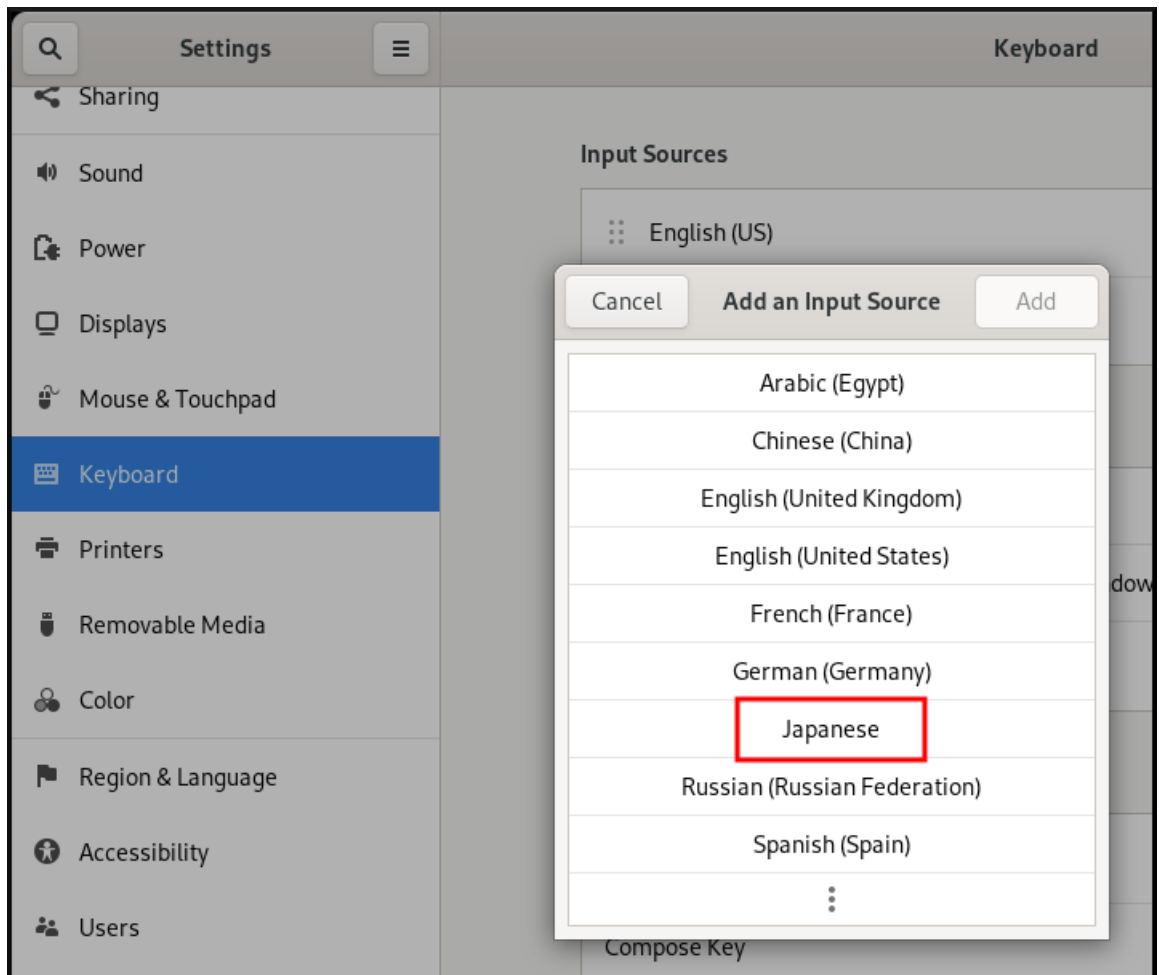 Settings
Keyboard
Sharing
Sound
Power
Displays
Mouse & Touchpad
Keyboard
Printers
Removable Media
Color
Region & Language
Accessibility
Users
Input Sources
English (US)
Cancel
Add an Input Source
Add
Arabic (Egypt)
Chinese (China)
English (United Kingdom)
English (United States)
French (France)
German (Germany)
Japanese
Russian (Russian Federation)
Spanish (Spain)
dow
Compose Key